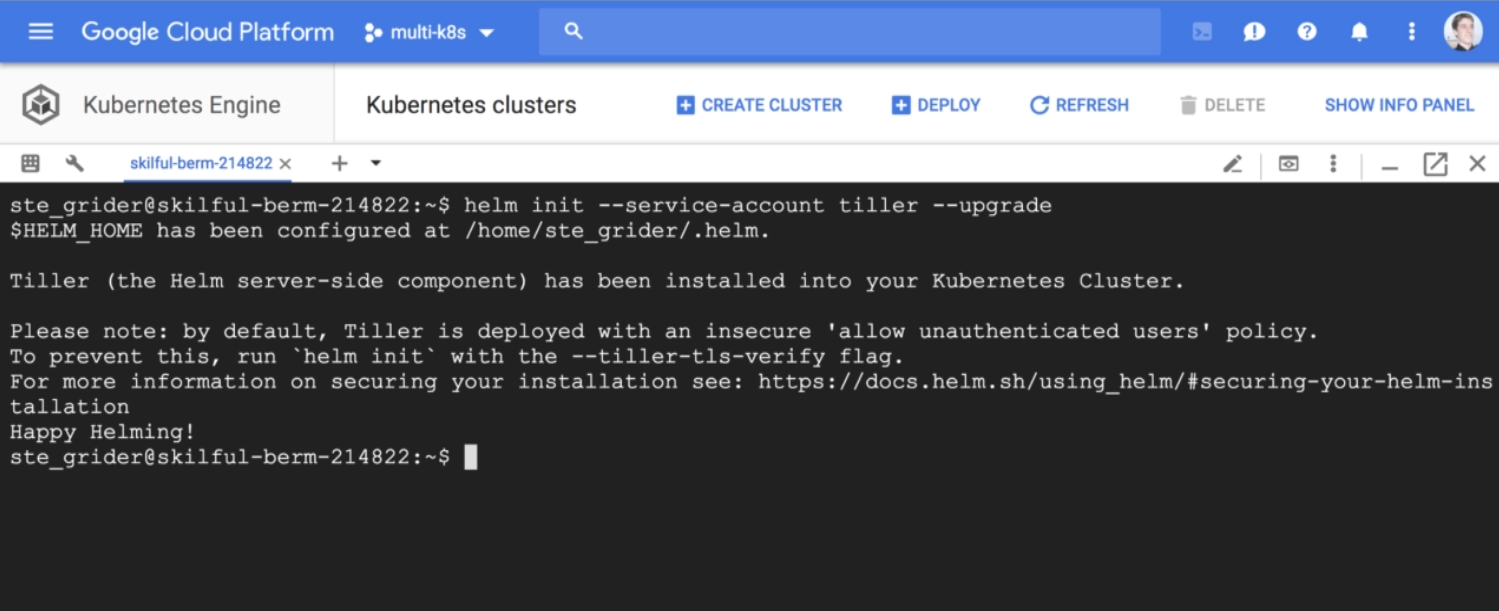 Google Cloud Platform multi-k8s
Kubernetes Engine Kubernetes clusters CREATE CLUSTER DEPLOY REFRESH DELETE SHOW INFO PANEL
skilful-berm-214822
ste_grider@skilful-berm-214822:~$ helm init --service-account tiller --upgrade
$HELM_HOME has been configured at /home/ste_grider/.helm.
Tiller (the Helm server-side component) has been installed into your Kubernetes Cluster.
Please note: by default, Tiller is deployed with an insecure 'allow unauthenticated users' policy.
To prevent this, run `helm init` with the --tiller-tls-verify flag.
For more information on securing your installation see: https://docs.helm.sh/using_helm/#securing-your-helm-ins
tallation
Happy Helming!
ste_grider@skilful-berm-214822:~$